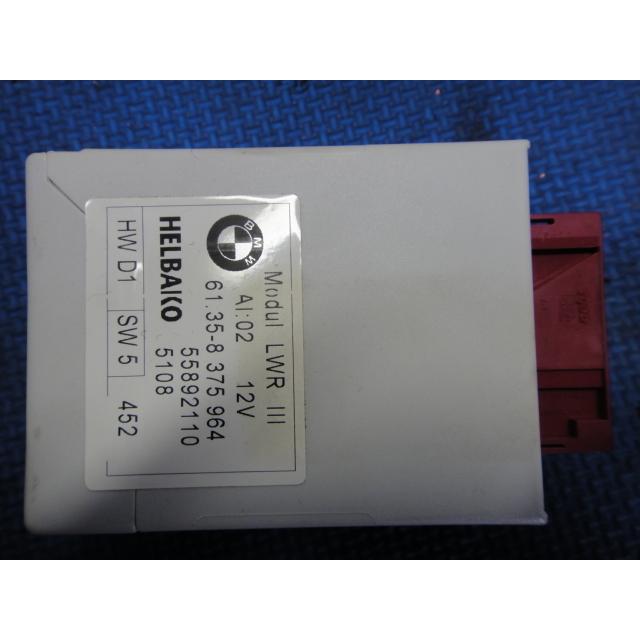 BMW
Modul LWR III
AI:02 12V
61.35-8 375 964
HELBAKO 55892110
5108
HW D1 SW 5 452